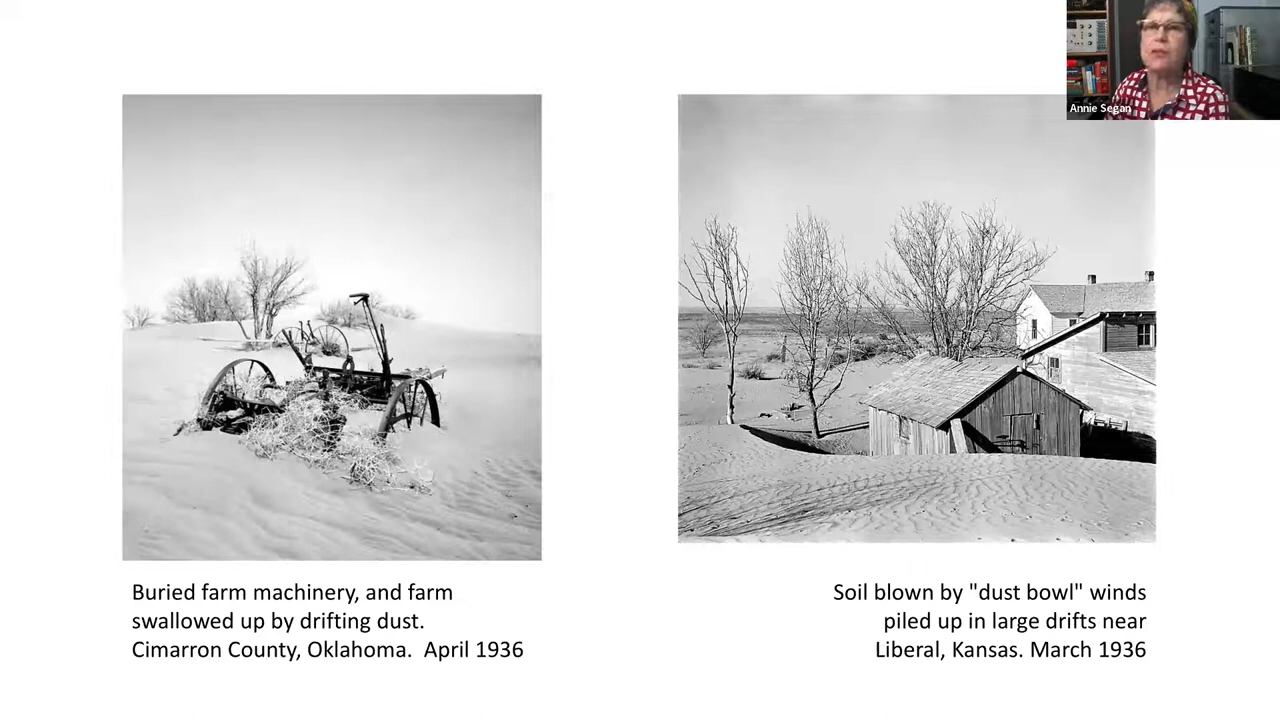 Annie Segan
Buried farm machinery, and farm
swallowed up by drifting dust.
Cimarron County, Oklahoma.  April 1936
Soil blown by "dust bowl" winds
piled up in large drifts near
Liberal, Kansas. March 1936